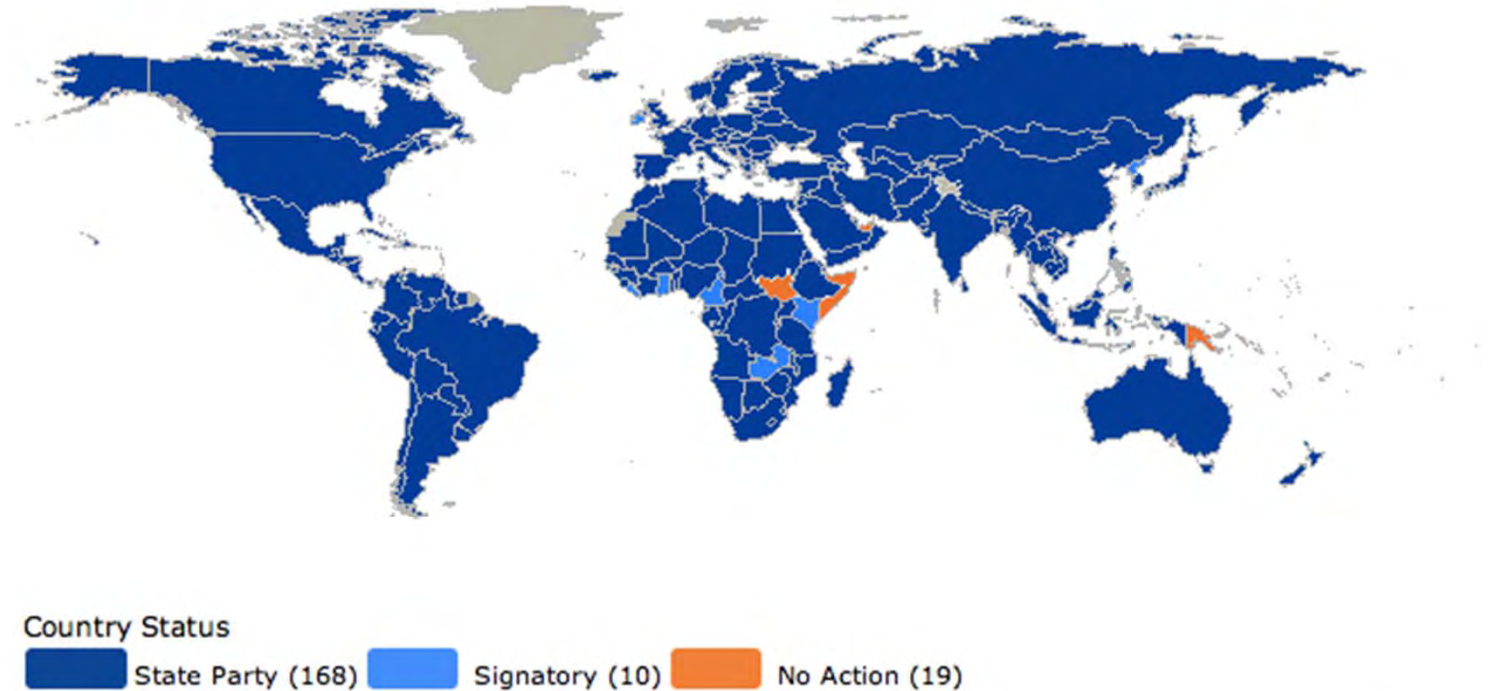 Country Status
State Party (168) Signatory (10) No Action (19)